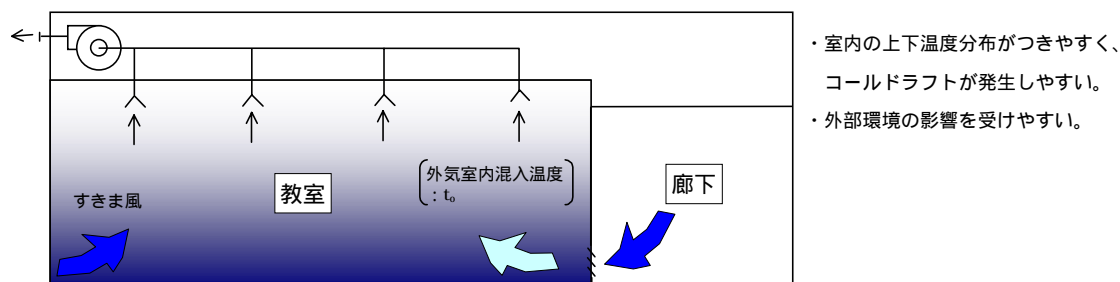 ・室内の上下温度分布がつきやすく、
コールドラフトが発生しやすい。
・外部環境の影響を受けやすい。
外気室内混入温度
：t₀
教室
すきま風
廊下